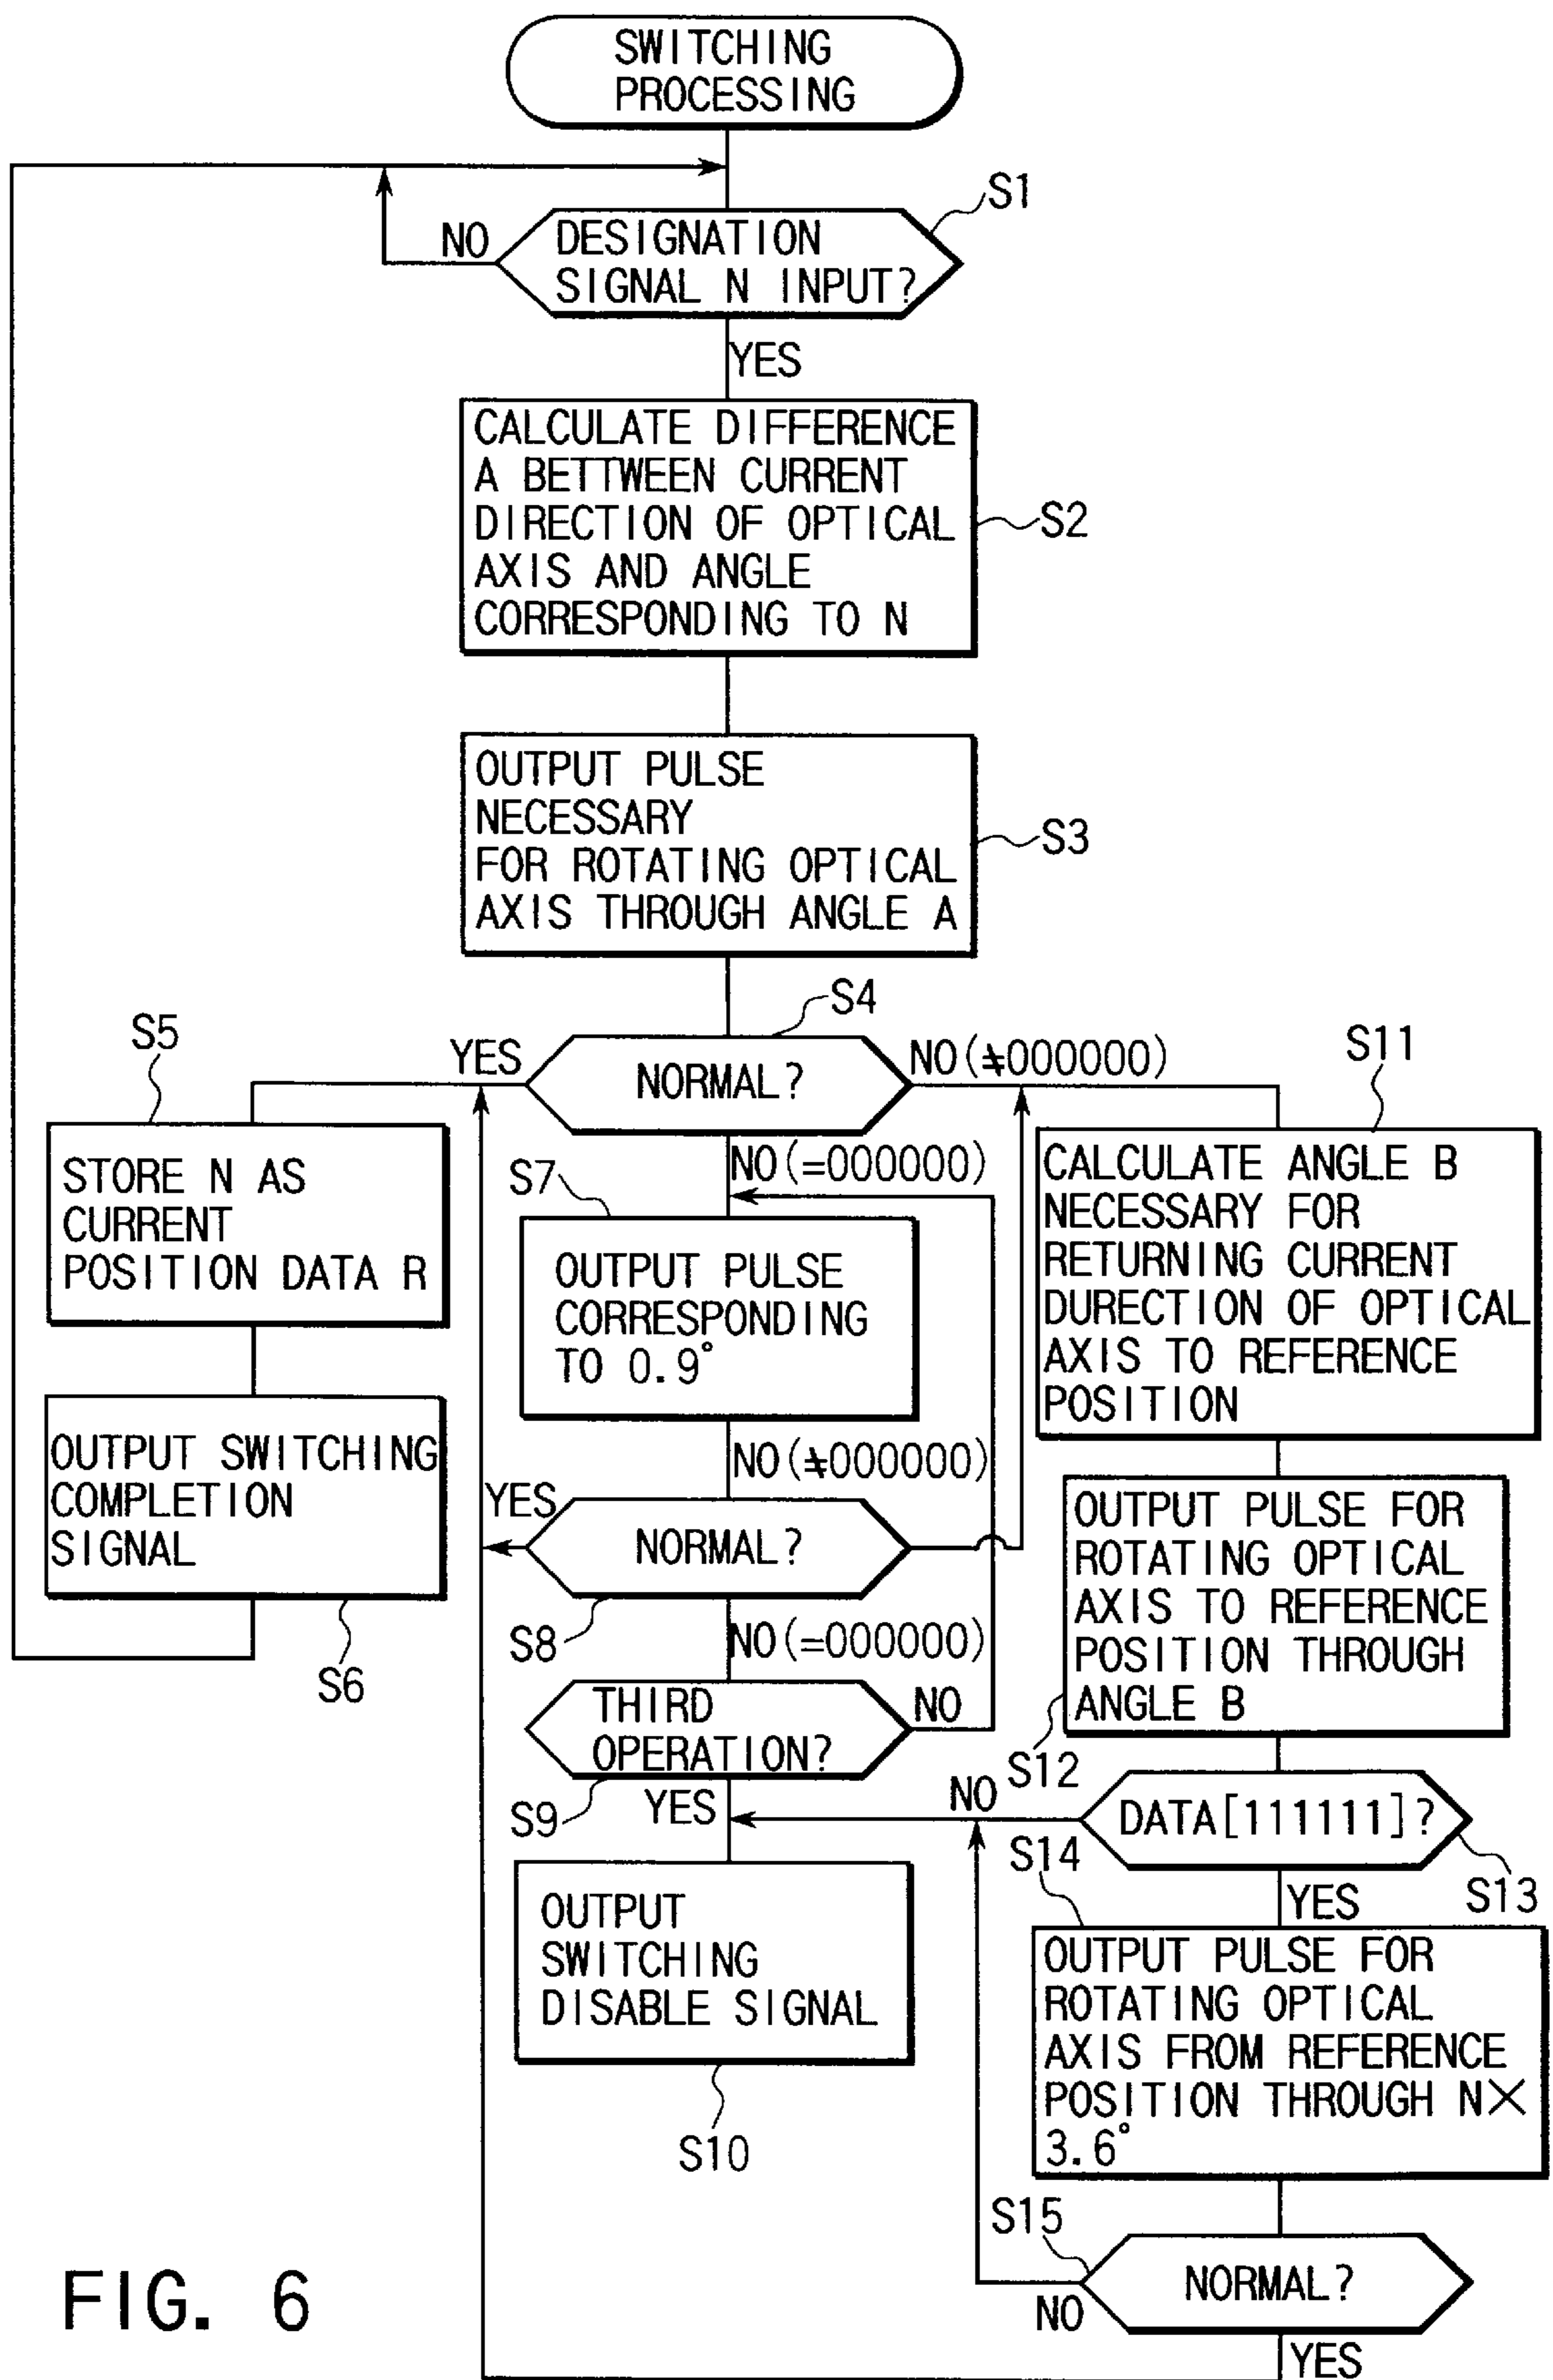 SWITCHING
PROCESSING
S1
NO
DESIGNATION
SIGNAL N INPUT?
YES
CALCULATE DIFFERENCE
A BETTWEEN CURRENT
DIRECTION OF OPTICAL
AXIS AND ANGLE
CORRESPONDING TO N
S2
OUTPUT PULSE
NECESSARY
FOR ROTATING OPTICAL
AXIS THROUGH ANGLE A
S3
S4
YES
NORMAL?
NO(≠000000)
S5
STORE N AS
CURRENT
POSITION DATA R
OUTPUT SWITCHING
COMPLETION
SIGNAL
S6
NO(=000000)
S7
OUTPUT PULSE
CORRESPONDING
TO 0.9°
NO(≠000000)
YES
NORMAL?
S8
NO(=000000)
THIRD
OPERATION?
NO
S9
YES
OUTPUT
SWITCHING
DISABLE SIGNAL
S10
S11
CALCULATE ANGLE B
NECESSARY FOR
RETURNING CURRENT
DURECTION OF OPTICAL
AXIS TO REFERENCE
POSITION
OUTPUT PULSE FOR
ROTATING OPTICAL
AXIS TO REFERENCE
POSITION THROUGH
ANGLE B
S12
NO
DATA[111111]?
S13
S14
YES
OUTPUT PULSE FOR
ROTATING OPTICAL
AXIS FROM REFERENCE
POSITION THROUGH N×
3.6°
S15
NORMAL?
NO
YES
FIG. 6